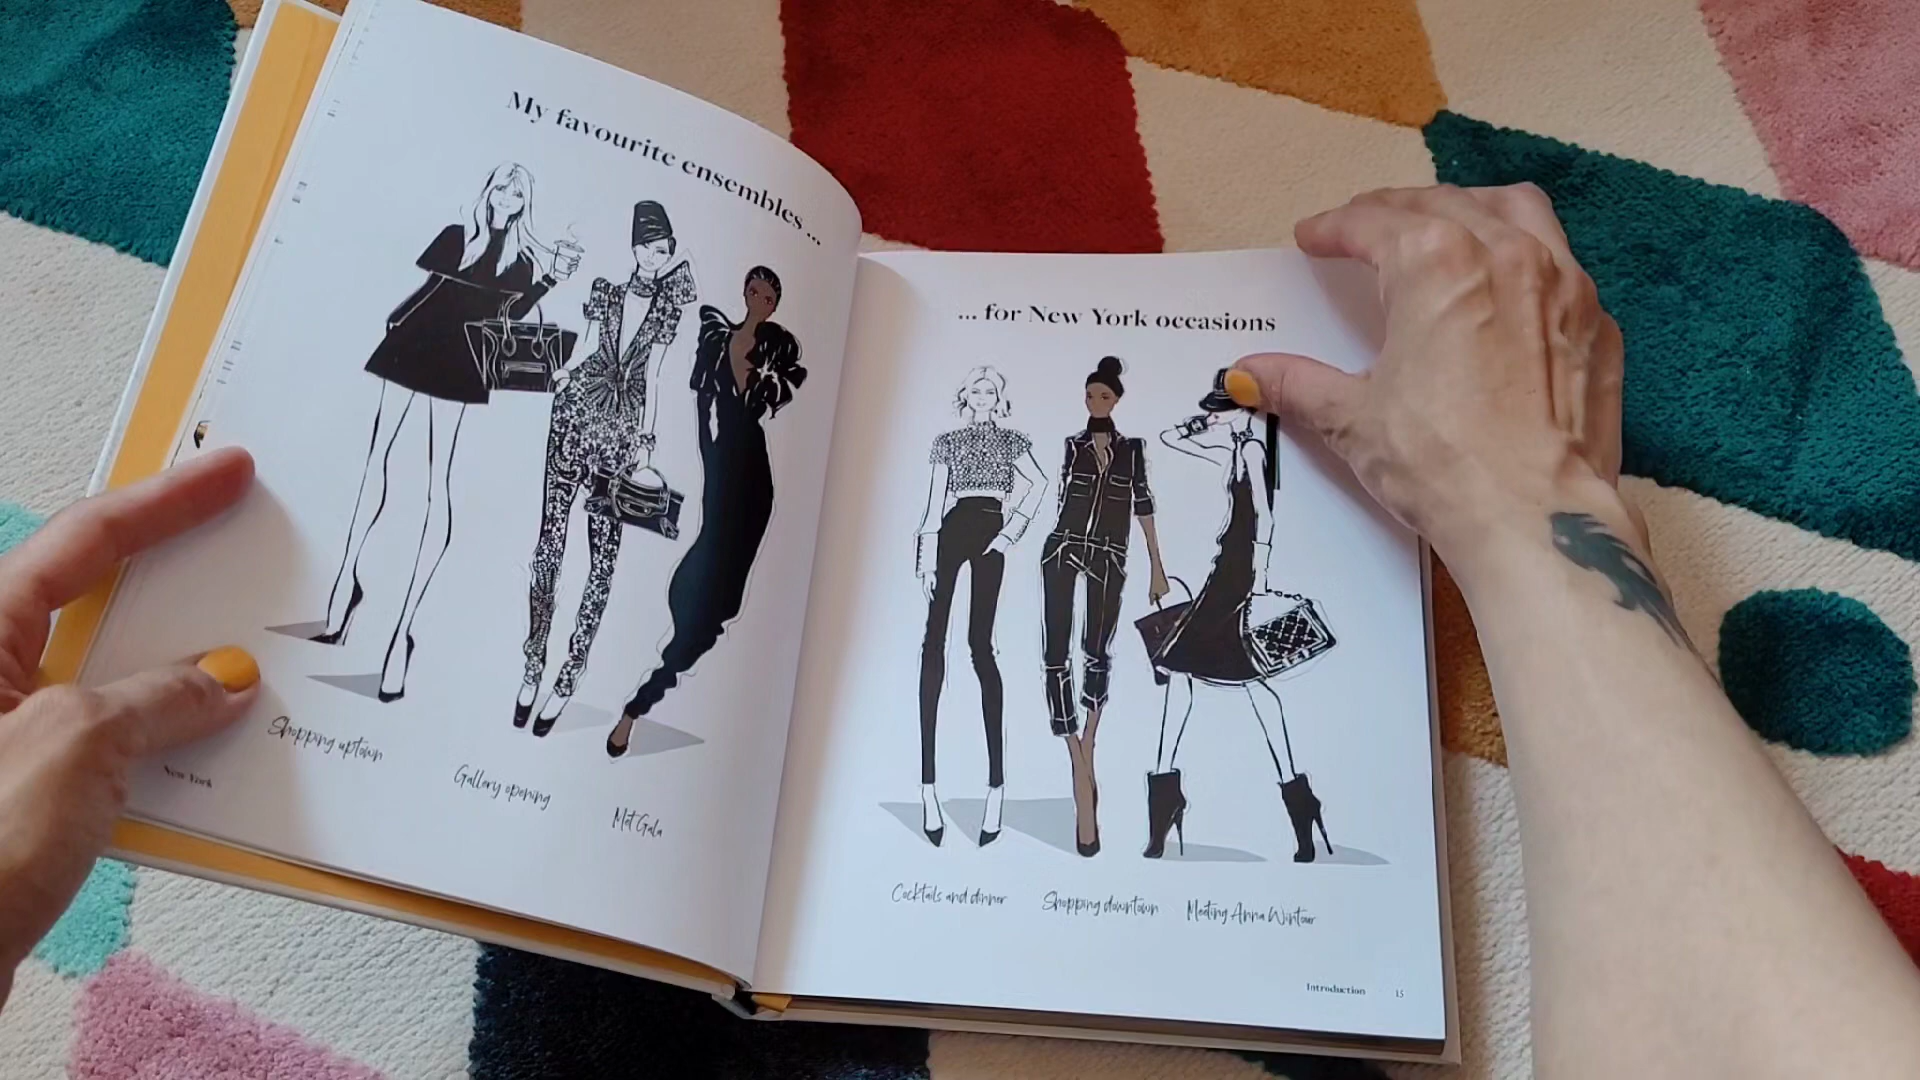 My favourite ensembles ...
Shopping uptown
Gallery opening
Met Gala
New York
... for New York occasions
Cocktails and dinner
Shopping downtown
Meeting Anna Wintour
Introduction 15